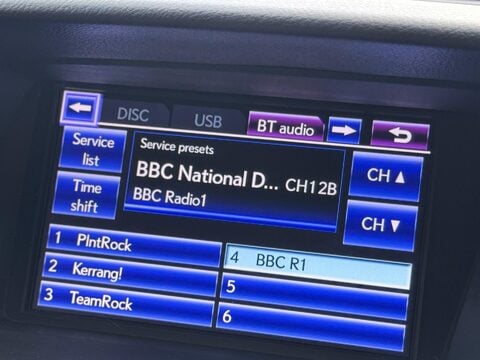 DISC
USB
BT audio
Service list
Service presets
BBC National D... CH12B
BBC Radio1
CH ▲
Time shift
CH ▼
1 PlntRock
4 BBC R1
2 Kerrang!
5
3 TeamRock
6